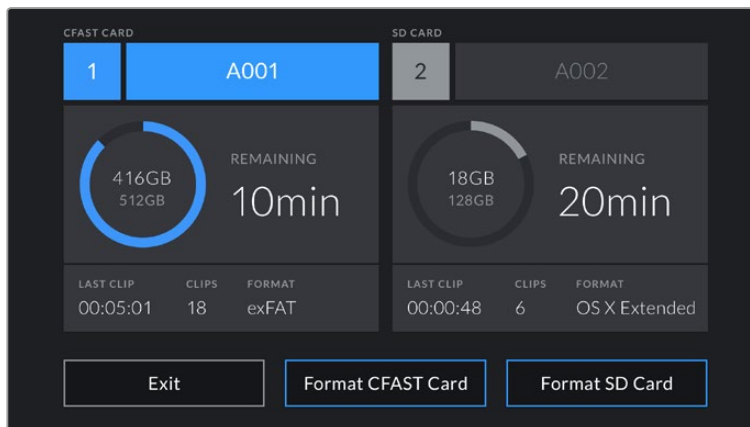 CFAST CARD
1 A001
416GB
512GB
REMAINING
10min
LAST CLIP CLIPS FORMAT
00:05:01 18 exFAT
SD CARD
2 A002
18GB
128GB
REMAINING
20min
LAST CLIP CLIPS FORMAT
00:00:48 6 OS X Extended
Exit Format CFAST Card Format SD Card